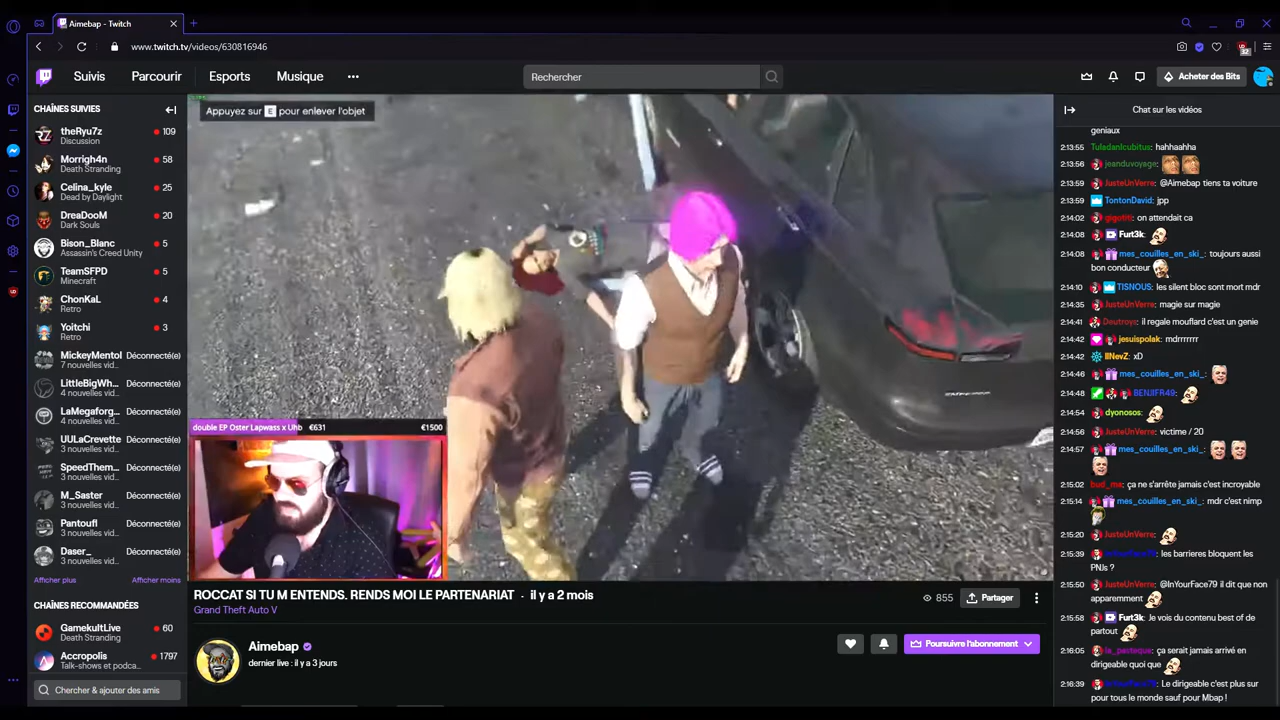 Aimebap - Twitch
www.twitch.tv/videos/630816946
Suivis
Parcourir
Esports
Musique
Rechercher
Acheter des Bits
CHAÎNES SUIVIES
theRyu7z
109
Discussion
Morrigh4n
58
Death Stranding
Celina_kyle
25
Dead by Daylight
DreaDooM
20
Dark Souls
Bison_Blanc
5
Assassin's Creed Unity
TeamSFPD
5
Minecraft
ChonKaL
4
Retro
Yoitchi
3
Retro
MickeyMentol
Déconnecté(e)
7 nouvelles vid...
LittleBigWh...
Déconnecté(e)
4 nouvelles vid...
LaMegaforg...
Déconnecté(e)
4 nouvelles vid...
UULaCrevette
Déconnecté(e)
4 nouvelles vid...
SpeedThem...
Déconnecté(e)
3 nouvelles vid...
M_Saster
Déconnecté(e)
3 nouvelles vid...
Pantoufl
Déconnecté(e)
3 nouvelles vid...
Daser_
Déconnecté(e)
3 nouvelles vid...
Afficher plus
Afficher moins
CHAÎNES RECOMMANDÉES
GamekultLive
60
Death Stranding
Accropolis
1797
Talk-shows et podca...
Chercher & ajouter des amis
Appuyez sur E pour enlever l'objet
double EP Oster Lapwass x Uhb €631 €1500
ROCCAT SI TU M ENTENDS. RENDS MOI LE PARTENARIAT · il y a 2 mois
Grand Theft Auto V
855
Partager
Aimebap
dernier live : il y a 3 jours
Poursuivre l'abonnement
Chat sur les vidéos
geniaux
2:13:55 TuladanIcubitus: hahhaahha
2:13:56 jeanduvoyage:
2:13:59 JusteUnVerre: @Aimebap tiens ta voiture
2:13:59 TontonDavid: jpp
2:14:02 gigotiti: on attendait ca
2:14:08 Furt3k:
2:14:08 mes_couilles_en_ski_: toujours aussi
bon conducteur
2:14:10 TISNOUS: les silent bloc sont mdr
2:14:35 JusteUnVerre: magie sur magie
2:14:41 Deutroys: il regale mouflard c'est un genie
2:14:42 jesuispolak: mdrrrrrrr
2:14:42 IlNevZ: xD
2:14:46 mes_couilles_en_ski_:
2:14:48 BENJIFR49:
2:14:54 dyonosos:
2:14:56 JusteUnVerre: victime / 20
2:14:57 mes_couilles_en_ski_:
2:15:02 bud_ma: ça ne s'arrête jamais c'est incroyable
2:15:14 mes_couilles_en_ski_: mdr c'est nimp
2:15:20 JusteUnVerre:
2:15:39 InYourFace79: les barrieres bloquent les
PNJs ?
2:15:50 JusteUnVerre: @InYourFace79 il dit que non
apparemment
2:15:58 Furt3k: Je vois du contenu best of de
partout
2:16:05 la_pasteque: ça serait jamais arrivé en
dirigeable quoi que
2:16:39 InYourFace79: Le dirigeable c'est plus sur
pour tous le monde sauf pour Mbap !